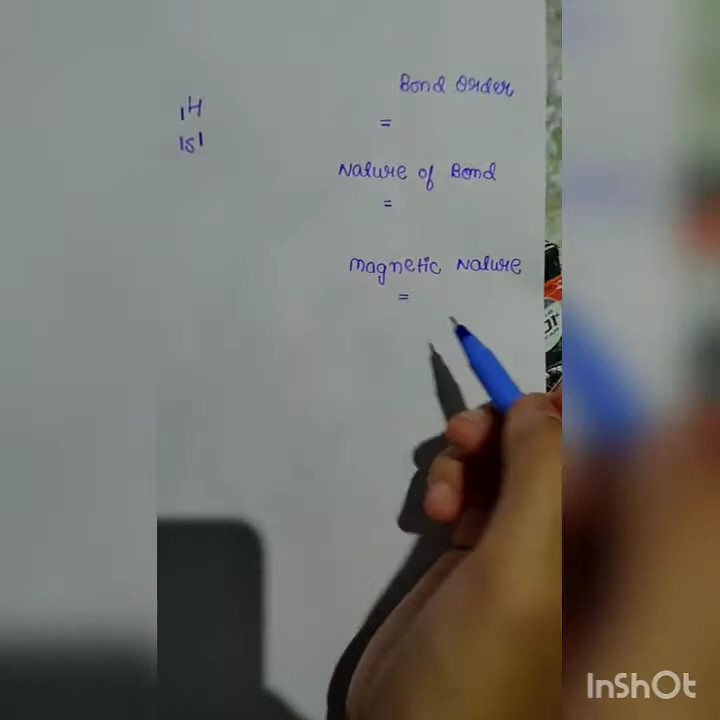 ₁H
1s¹
Bond Order
=
Nature of Bond
=
Magnetic Nature
=
InShOt